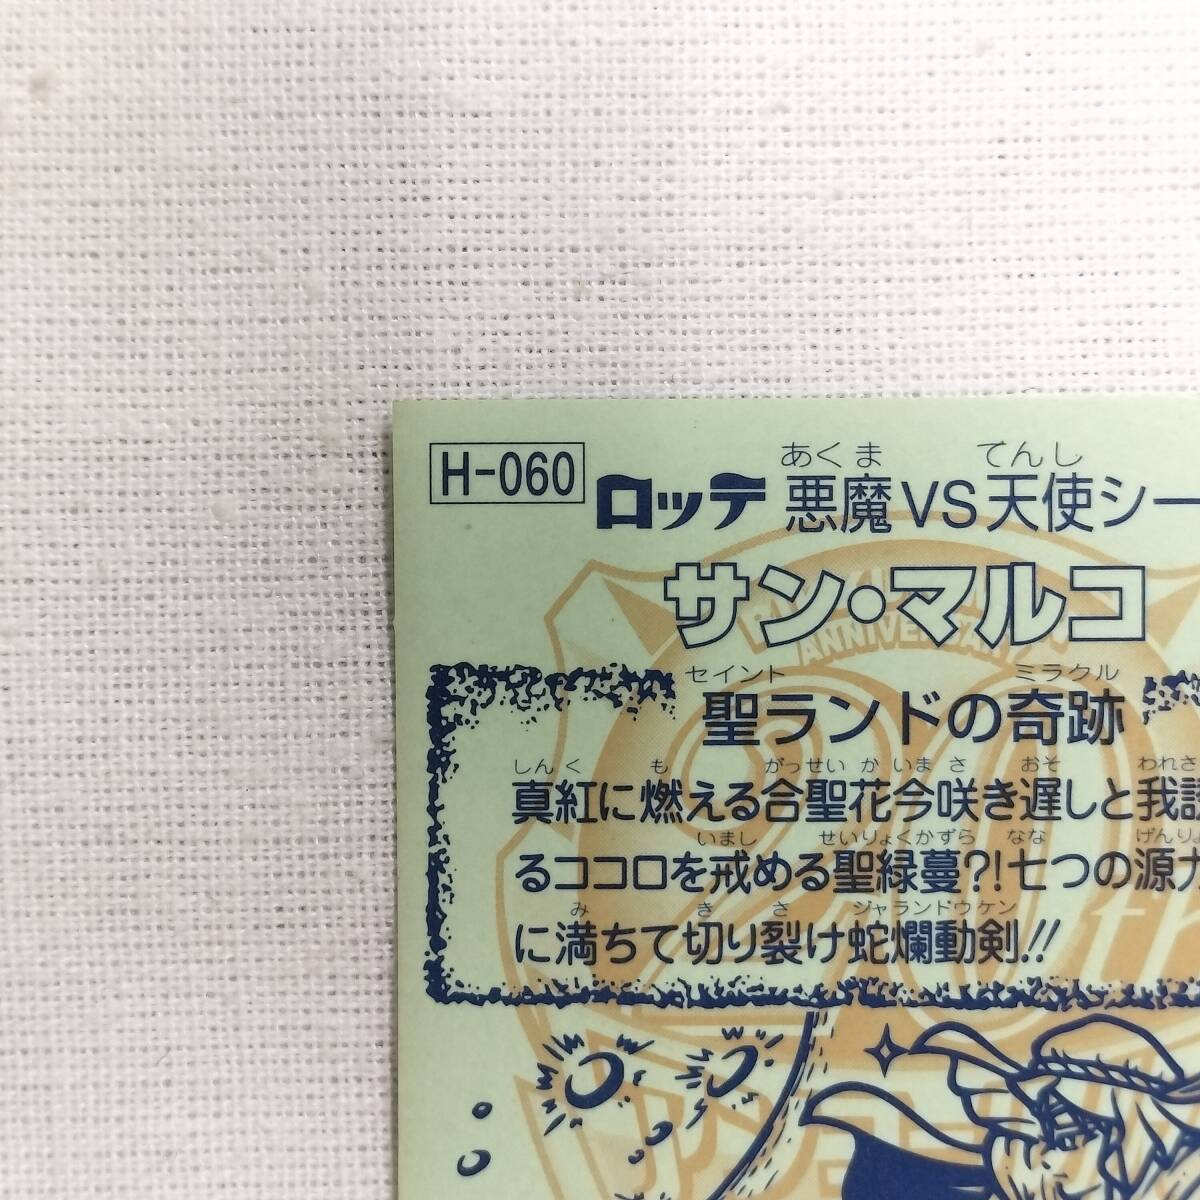 H-060
あくま てんし
ロッテ 悪魔VS天使シー
サン・マルコ
ANNIVERSARY
セイント ミラクル
聖ランドの奇跡
しんく も がっせい か いま さ おそ われさ
真紅に燃える合聖花今咲き遅しと我誘
いまし せいりょくかずら なな げんり
るココロを戒める聖緑蔓?!七つの源力
み き さ ジャランドウケン
に満ちて切り裂け蛇爛動剣!!
20th